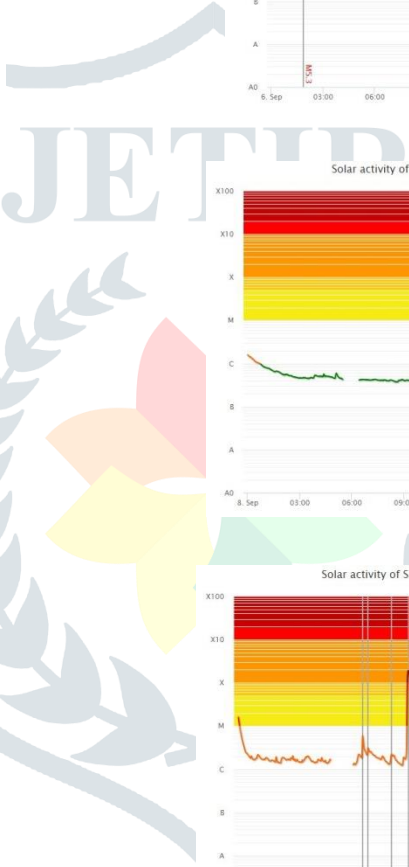 B
A
A0
M5.3
6. Sep 03:00 06:00
JETIR
Solar activity of
X100
X10
X
M
C
B
A
A0
8. Sep 03:00 06:00 09:0
Solar activity of S
X100
X10
X
M
C
B
A